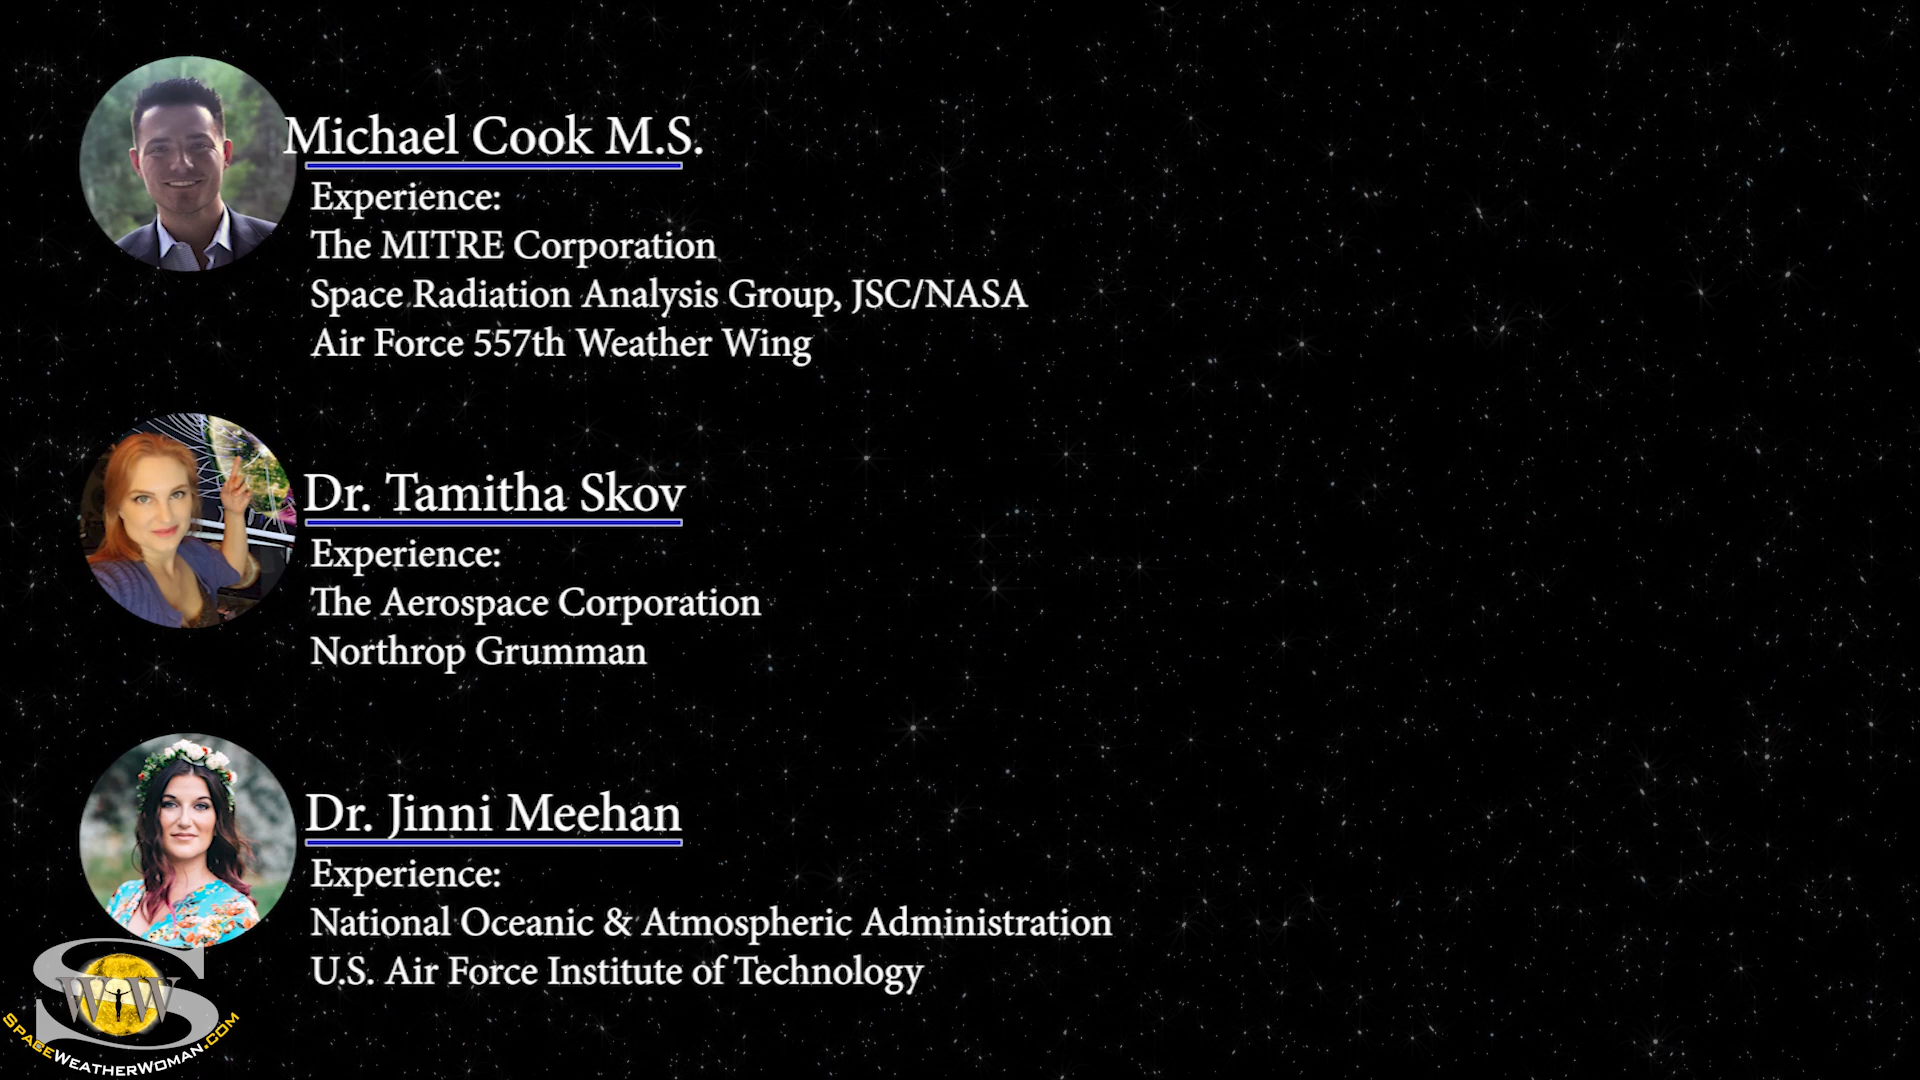 Michael Cook M.S.
Experience:
The MITRE Corporation
Space Radiation Analysis Group, JSC/NASA
Air Force 557th Weather Wing
Dr. Tamitha Skov
Experience:
The Aerospace Corporation
Northrop Grumman
Dr. Jinni Meehan
Experience:
National Oceanic & Atmospheric Administration
U.S. Air Force Institute of Technology
S
WW
SPACEWEATHERWOMAN.COM